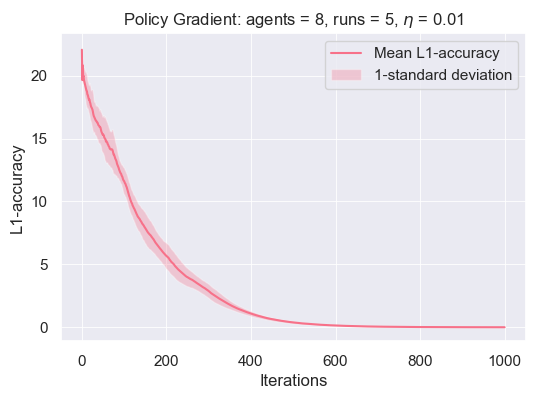 Policy Gradient: agents = 8, runs = 5, η = 0.01
Mean L1-accuracy
1-standard deviation
L1-accuracy
20
15
10
5
0
0 200 400 600 800 1000
Iterations